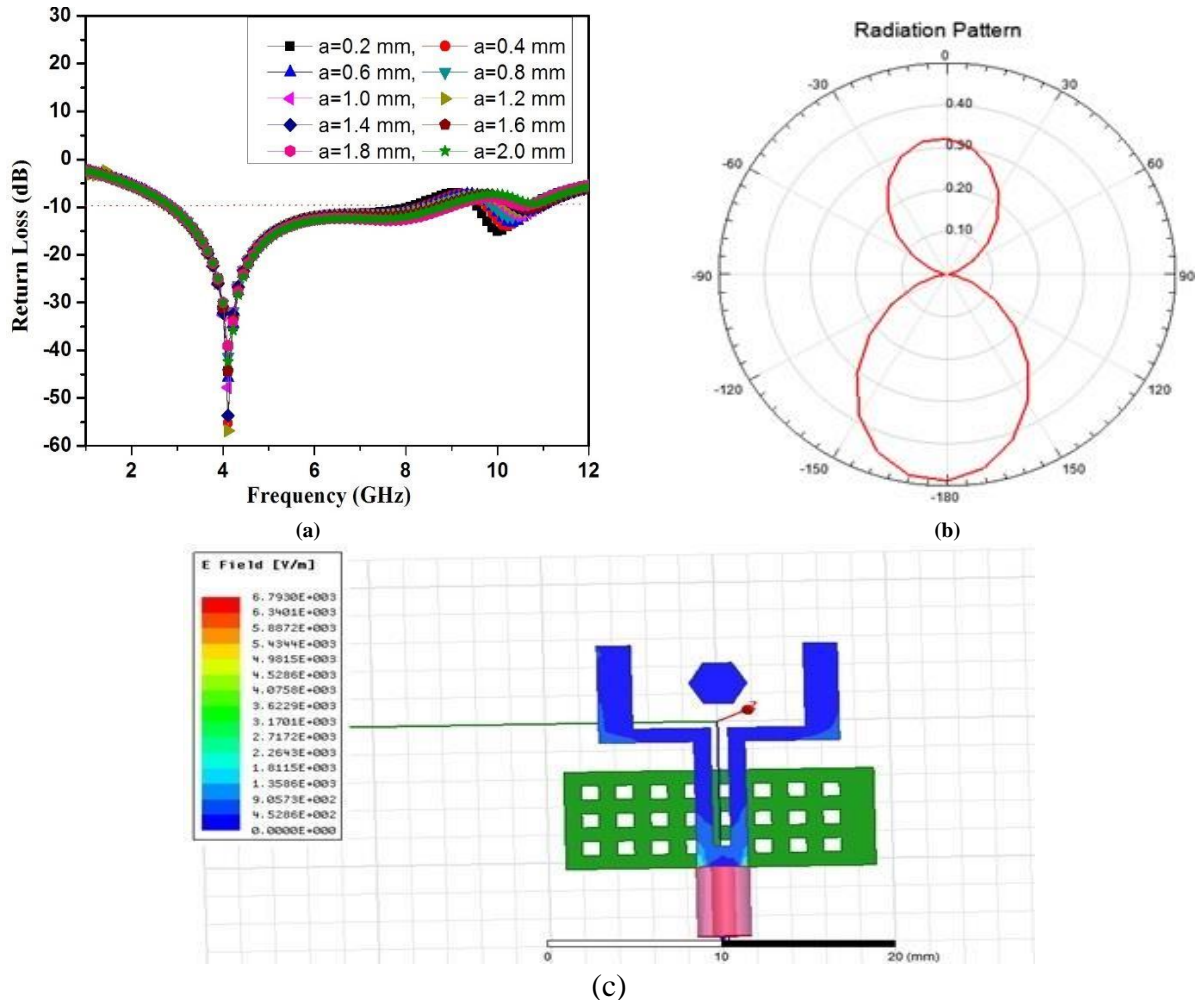 30
20
10
0
-10
-20
-30
-40
-50
-60
Return Loss (dB)
a=0.2 mm, a=0.4 mm
a=0.6 mm, a=0.8 mm
a=1.0 mm, a=1.2 mm
a=1.4 mm, a=1.6 mm
a=1.8 mm, a=2.0 mm
2 4 6 8 10 12
Frequency (GHz)
(a)
Radiation Pattern
0
-30 30
0.40
0.30
-60 60
0.20
0.10
-90 90
-120 120
-150 150
-180
(b)
E Field [V/m]
6.7930E+003
6.3401E+003
5.8872E+003
5.4344E+003
4.9815E+003
4.5286E+003
4.0758E+003
3.6229E+003
3.1701E+003
2.7172E+003
2.2643E+003
1.8115E+003
1.3586E+003
9.0573E+002
4.5286E+002
0.0000E+000
0 10 20 (mm)
(c)